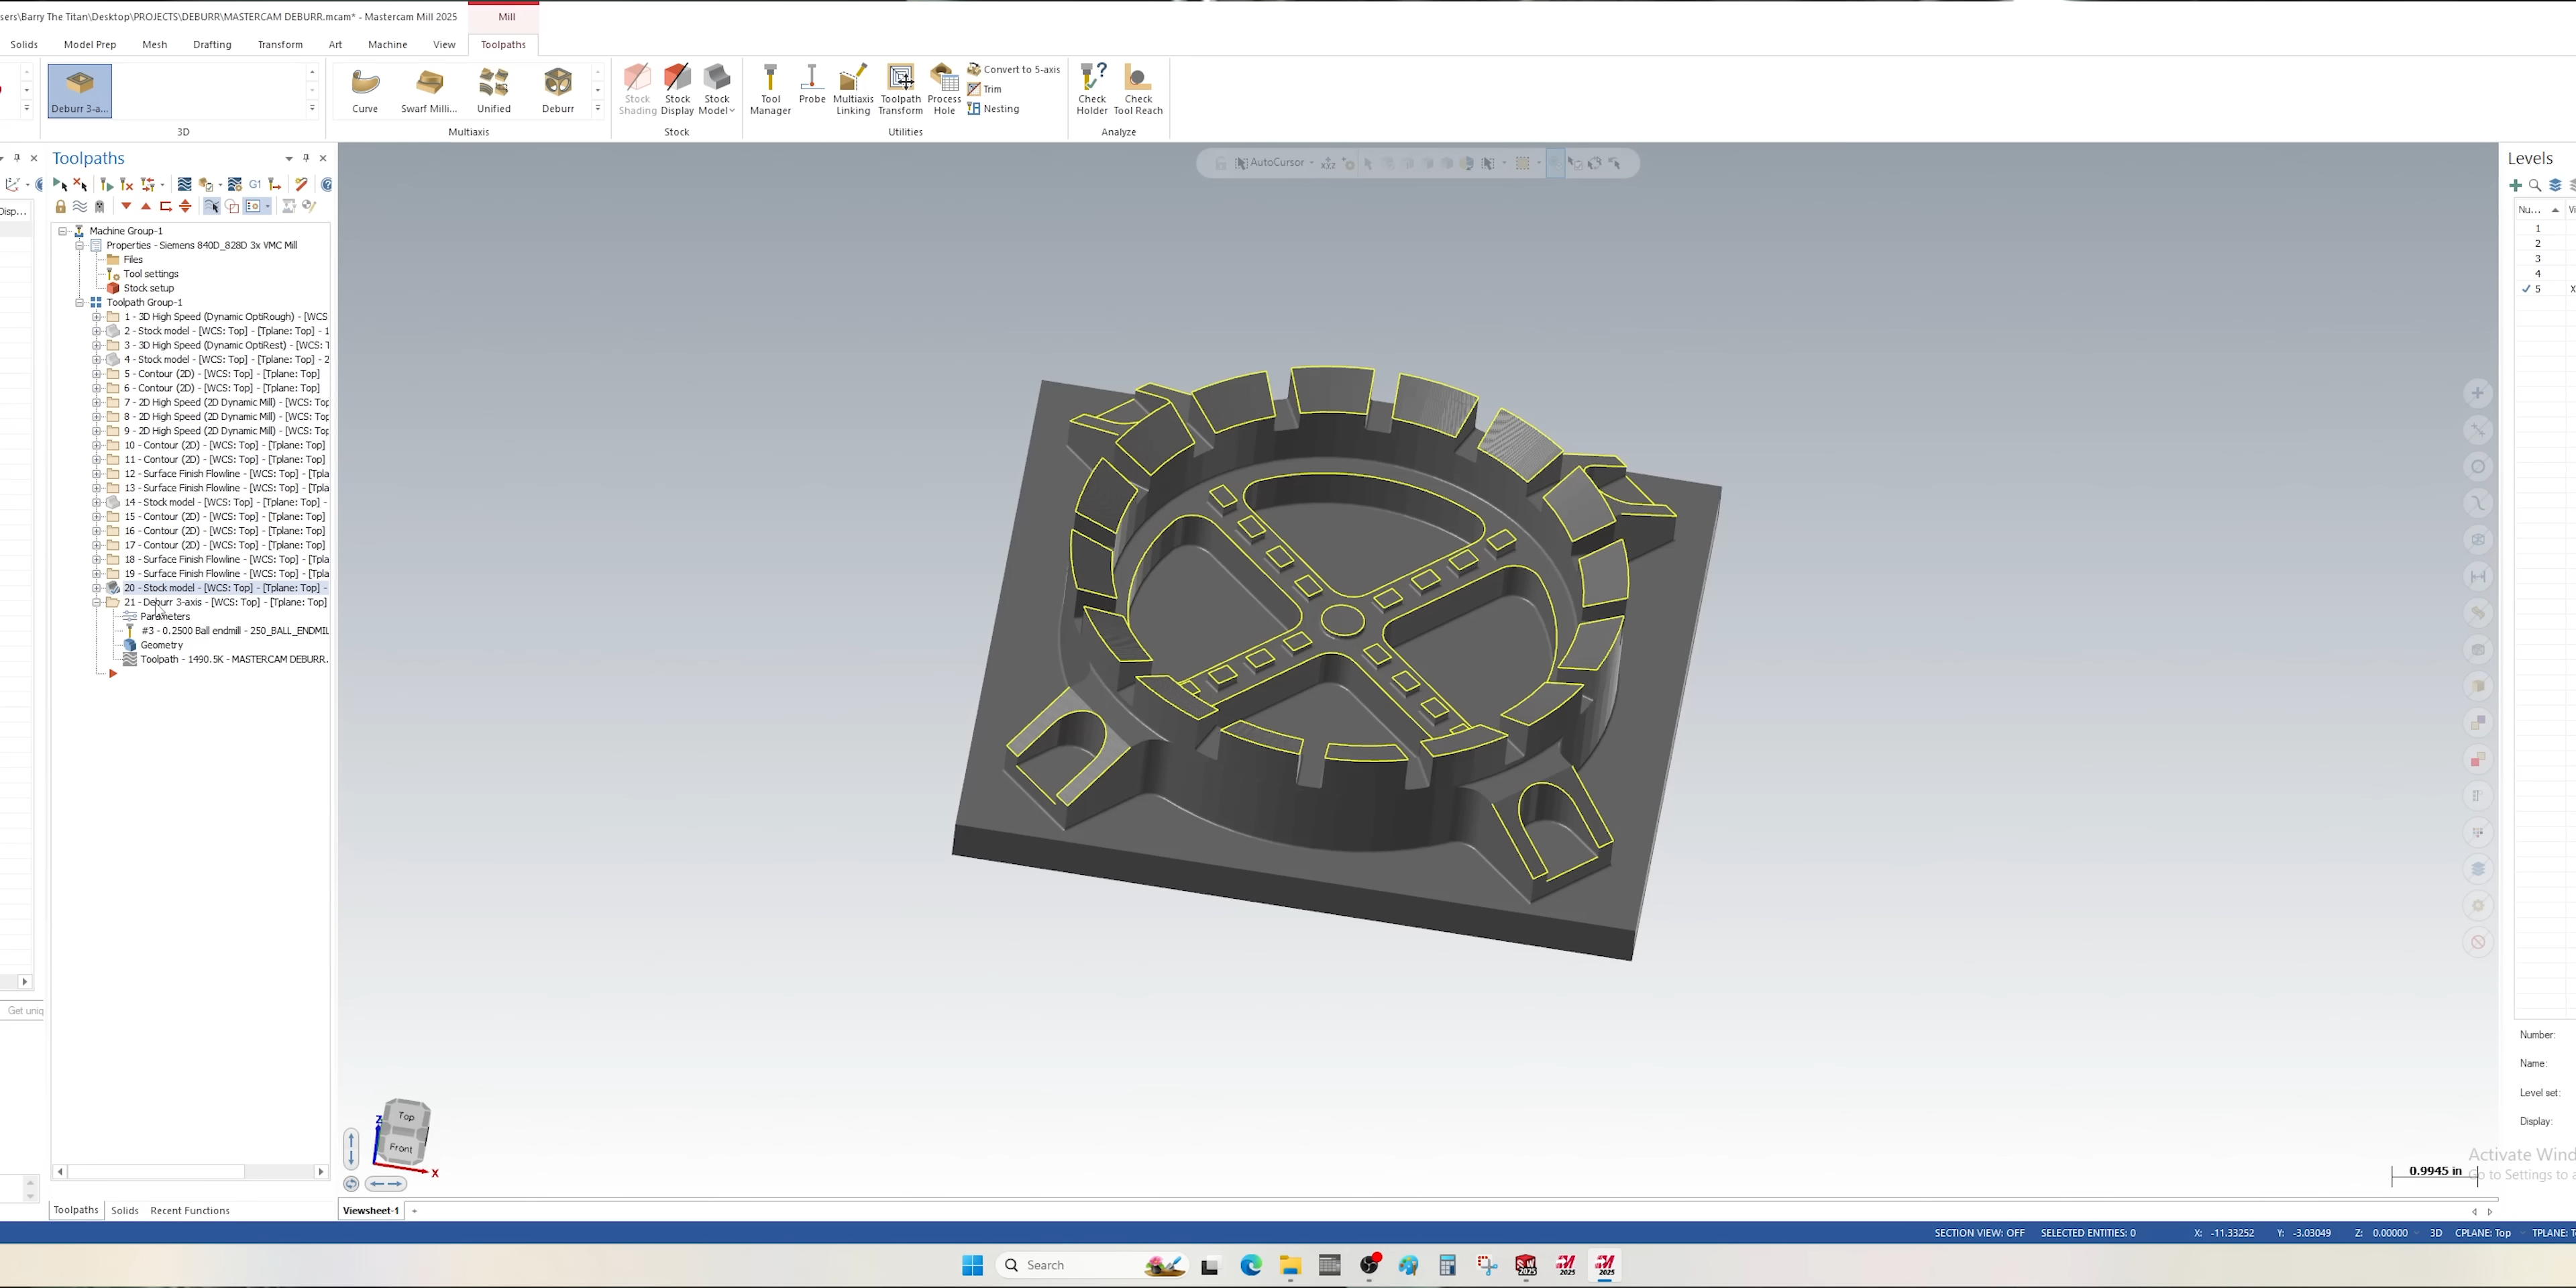 sers\Barry The Titan\Desktop\PROJECTS\DEBURR\MASTERCAM DEBURR.mcam* - Mastercam Mill 2025
Mill
Solids
Model Prep
Mesh
Drafting
Transform
Art
Machine
View
Toolpaths
Deburr 3-a...
3D
Curve
Swarf Milli...
Unified
Deburr
Multiaxis
Stock Shading
Stock Display
Stock Model
Stock
Tool Manager
Probe
Multiaxis Linking
Toolpath Transform
Process Hole
Convert to 5-axis
Trim
Nesting
Utilities
Check Holder
Check Tool Reach
Analyze
Toolpaths
G1
Disp...
Machine Group-1
Properties - Siemens 840D_828D 3x VMC Mill
Files
Tool settings
Stock setup
Toolpath Group-1
1 - 3D High Speed (Dynamic OptiRough) - [WCS
2 - Stock model - [WCS: Top] - [Tplane: Top] - 1
3 - 3D High Speed (Dynamic OptiRest) - [WCS: T
4 - Stock model - [WCS: Top] - [Tplane: Top] - 2
5 - Contour (2D) - [WCS: Top] - [Tplane: Top]
6 - Contour (2D) - [WCS: Top] - [Tplane: Top]
7 - 2D High Speed (2D Dynamic Mill) - [WCS: Top
8 - 2D High Speed (2D Dynamic Mill) - [WCS: Top
9 - 2D High Speed (2D Dynamic Mill) - [WCS: Top
10 - Contour (2D) - [WCS: Top] - [Tplane: Top]
11 - Contour (2D) - [WCS: Top] - [Tplane: Top]
12 - Surface Finish Flowline - [WCS: Top] - [Tpla
13 - Surface Finish Flowline - [WCS: Top] - [Tpla
14 - Stock model - [WCS: Top] - [Tplane: Top] -
15 - Contour (2D) - [WCS: Top] - [Tplane: Top]
16 - Contour (2D) - [WCS: Top] - [Tplane: Top]
17 - Contour (2D) - [WCS: Top] - [Tplane: Top]
18 - Surface Finish Flowline - [WCS: Top] - [Tpla
19 - Surface Finish Flowline - [WCS: Top] - [Tpla
20 - Stock model - [WCS: Top] - [Tplane: Top] -
21 - Deburr 3-axis - [WCS: Top] - [Tplane: Top]
Parameters
#3 - 0.2500 Ball endmill - 250_BALL_ENDMIL
Geometry
Toolpath - 1490.5K - MASTERCAM DEBURR.
Get uniq
Toolpaths
Solids
Recent Functions
AutoCursor
XYZ
Top
Front
Z
X
Viewsheet-1
+
0.9945 in
Levels
Nu...
Vi
1
2
3
4
5
X
Number:
Name:
Level set:
Display:
Activate Wind
Go to Settings to a
SECTION VIEW: OFF
SELECTED ENTITIES: 0
X: -11.33252
Y: -3.03049
Z: 0.00000
3D
CPLANE: Top
TPLANE: T
Search
2025
2025
2025